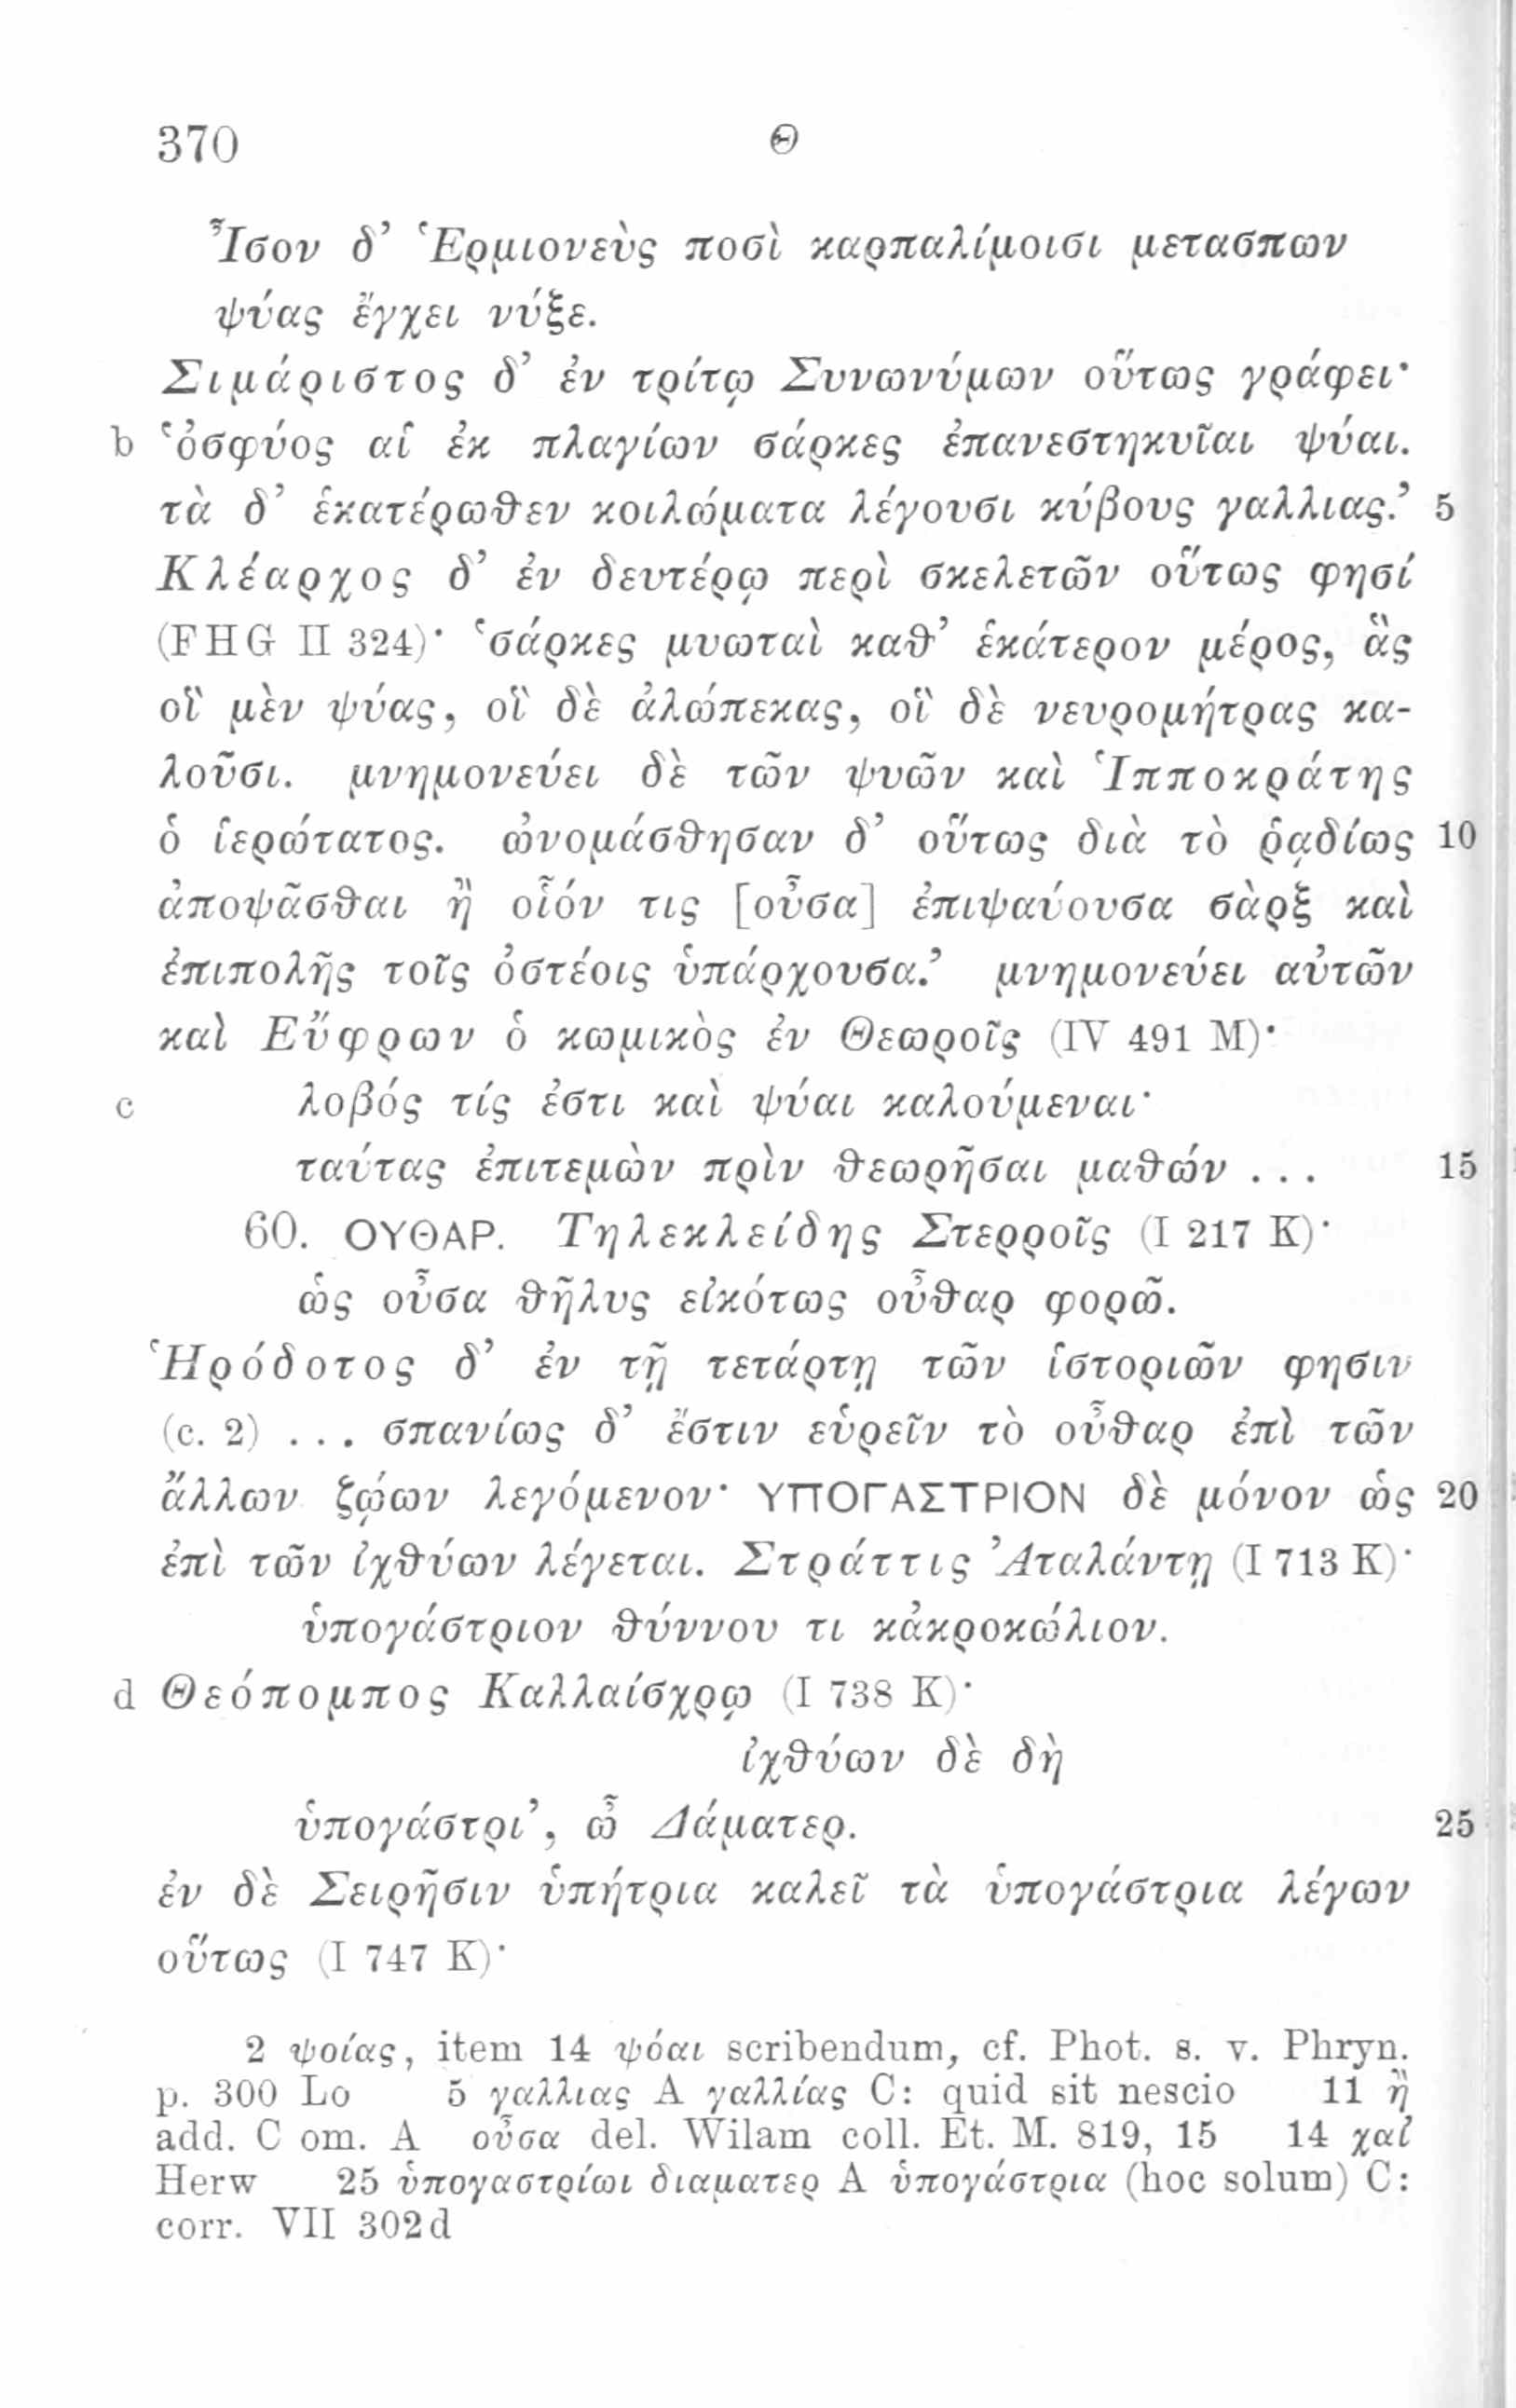 370 Θ
Ἶσον δ’ Ἑρμιονεὺς ποσὶ καρπαλίμοισι μετασπων
ψύας ἔγχει νύξε.
Σιμάριστος δ’ ἐν τρίτῳ Συνωνύμων οὕτως γράφει·
b ‘ὀσφύος αἱ ἐκ πλαγίων σάρκες ἐπανεστηκυῖαι ψύαι.
τὰ δ’ ἑκατέρωθεν κοιλώματα λέγουσι κύβους γαλλιας.’ 5
Κλέαρχος δ’ ἐν δευτέρῳ περὶ σκελετῶν οὕτως φησί
(FHG II 324)· ‘σάρκες μυωταὶ καθ’ ἑκάτερον μέρος, ἃς
οἳ μὲν ψύας, οἳ δὲ ἀλώπεκας, οἳ δὲ νευρομήτρας κα-
λοῦσι. μνημονεύει δὲ τῶν ψυῶν καὶ Ἱπποκράτης
ὁ ἱερώτατος. ὠνομάσθησαν δ’ οὕτως διὰ τὸ ῥᾳδίως 10
ἀποψᾶσθαι ἢ οἷόν τις [οὖσα] ἐπιψαύουσα σὰρξ καὶ
ἐπιπολῆς τοῖς ὀστέοις ὑπάρχουσα.’ μνημονεύει αὐτῶν
καὶ Εὔφρων ὁ κωμικὸς ἐν Θεωροῖς (IV 491 M)·
c λοβός τίς ἐστι καὶ ψύαι καλούμεναι·
ταύτας ἐπιτεμὼν πρὶν θεωρῆσαι μαθών . . . 15
60. ΟΥΘΑΡ. Τηλεκλείδης Στερροῖς (I 217 K)·
ὡς οὖσα θῆλυς εἰκότως οὖθαρ φορῶ.
Ἡρόδοτος δ’ ἐν τῇ τετάρτῃ τῶν ἱστοριῶν φησιν
(c. 2) . . . σπανίως δ’ ἔστιν εὑρεῖν τὸ οὖθαρ ἐπὶ τῶν
ἄλλων ζῴων λεγόμενον· ΥΠΟΓΑΣΤΡΙΟΝ δὲ μόνον ὡς 20
ἐπὶ τῶν ἰχθύων λέγεται. Στράττις Ἀταλάντῃ (I 713 K)·
ὑπογάστριον θύννου τι κἀκροκώλιον.
d Θεόπομπος Καλλαίσχρῳ (I 738 K)·
ἰχθύων δὲ δὴ
ὑπογάστρι’, ὦ Δάματερ. 25
ἐν δὲ Σειρῆσιν ὑπήτρια καλεῖ τὰ ὑπογάστρια λέγων
οὕτως (I 747 K)·
2 ψοίας, item 14 ψόαι scribendum, cf. Phot. s. v. Phryn.
p. 300 Lo 5 γαλλιας A γαλλίας C: quid sit nescio 11 ἢ
add. C om. A οὖσα del. Wilam coll. Et. M. 819, 15 14 χαἱ
Herw 25 ὑπογαστρίωι διαματερ A ὑπογάστρια (hoc solum) C:
corr. VII 302d